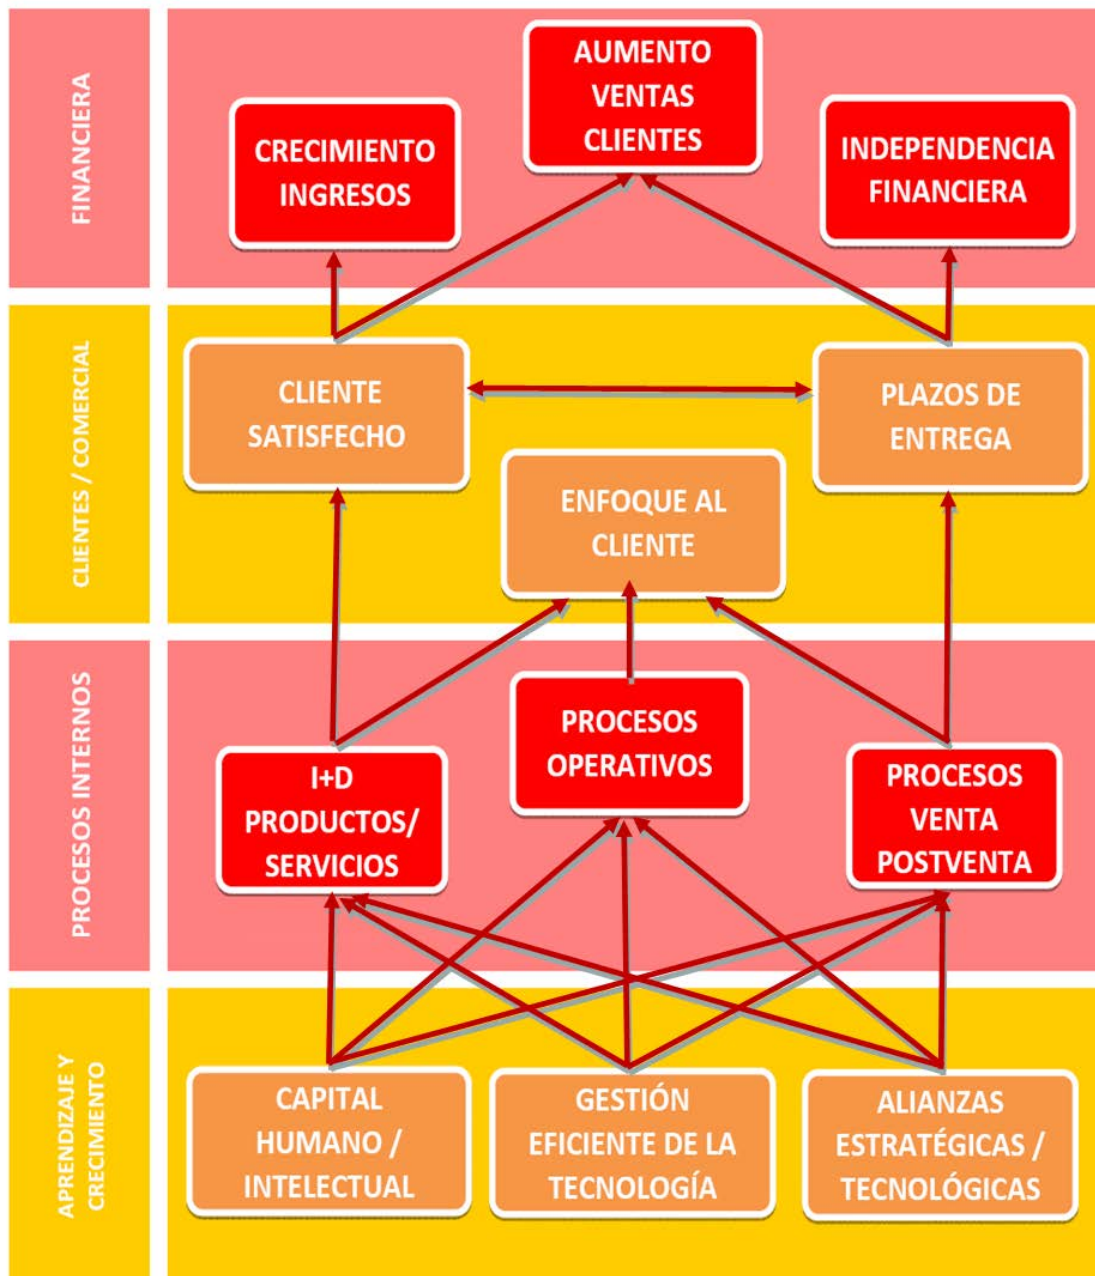 FINANCIERA
AUMENTO
VENTAS
CLIENTES
CRECIMIENTO
INGRESOS
INDEPENDENCIA
FINANCIERA
CLIENTES / COMERCIAL
CLIENTE
SATISFECHO
PLAZOS DE
ENTREGA
ENFOQUE AL
CLIENTE
PROCESOS INTERNOS
PROCESOS
OPERATIVOS
I+D
PRODUCTOS/
SERVICIOS
PROCESOS
VENTA
POSTVENTA
APRENDIZAJE Y
CRECIMIENTO
CAPITAL
HUMANO /
INTELECTUAL
GESTIÓN
EFICIENTE DE LA
TECNOLOGÍA
ALIANZAS
ESTRATÉGICAS /
TECNOLÓGICAS